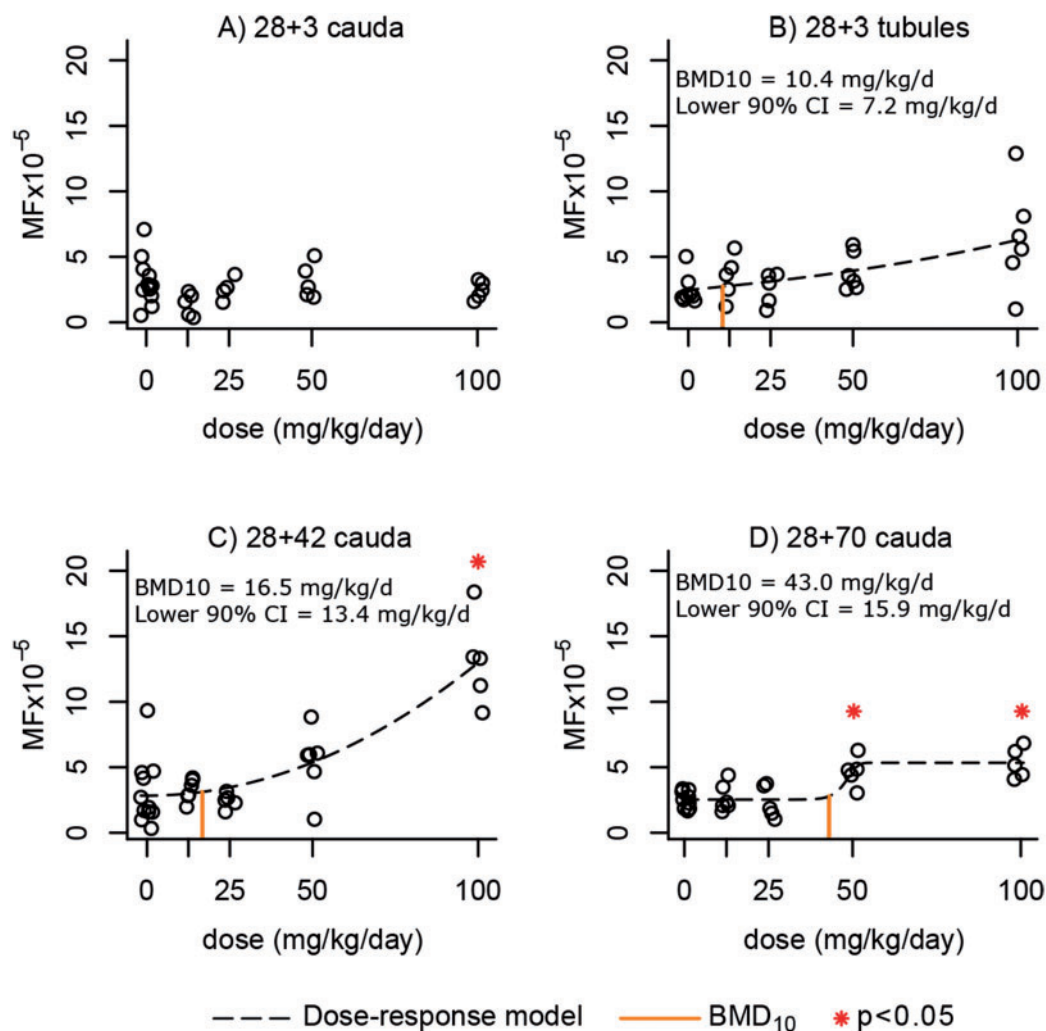 A) 28+3 cauda
MFx10⁻⁵
20
15
10
5
0
0 25 50 100
dose (mg/kg/day)
B) 28+3 tubules
BMD10 = 10.4 mg/kg/d
Lower 90% CI = 7.2 mg/kg/d
MFx10⁻⁵
20
15
10
5
0
0 25 50 100
dose (mg/kg/day)
C) 28+42 cauda
BMD10 = 16.5 mg/kg/d
Lower 90% CI = 13.4 mg/kg/d
MFx10⁻⁵
20
15
10
5
0
0 25 50 100
dose (mg/kg/day)
D) 28+70 cauda
BMD10 = 43.0 mg/kg/d
Lower 90% CI = 15.9 mg/kg/d
MFx10⁻⁵
20
15
10
5
0
0 25 50 100
dose (mg/kg/day)
Dose-response model BMD₁₀ * p<0.05